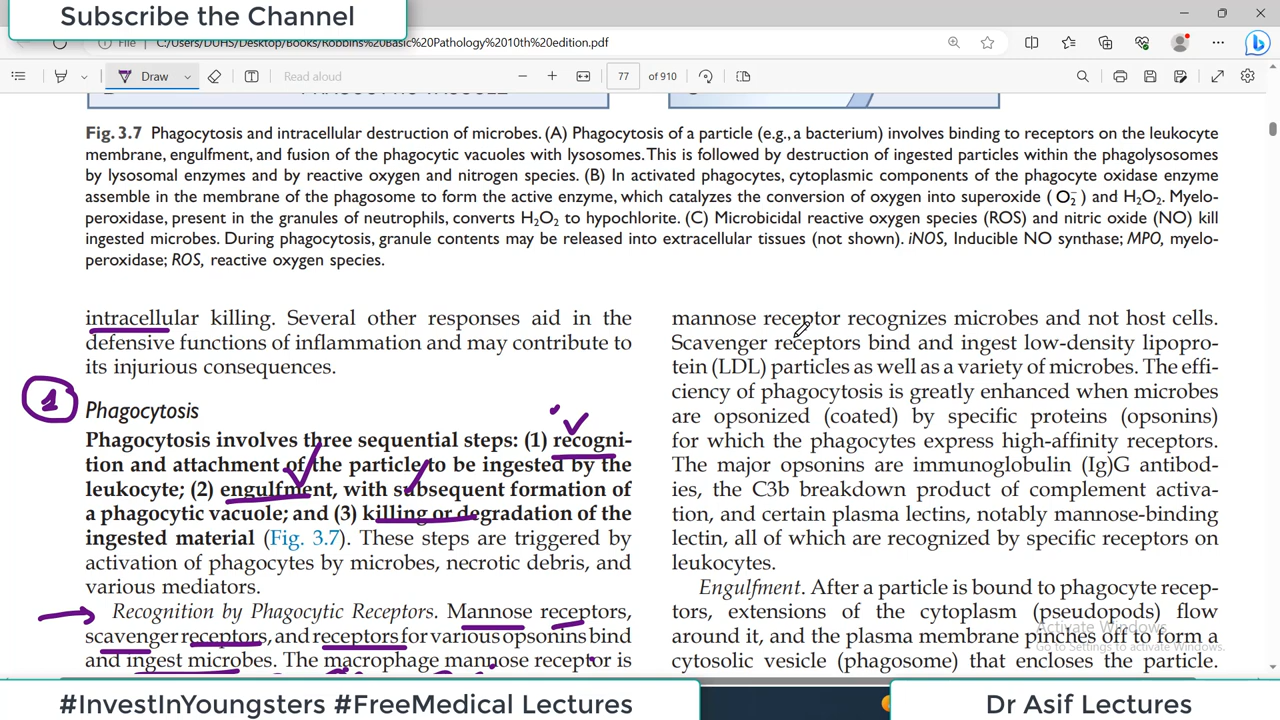 Subscribe the Channel
File
C:/Users/DUHS/Desktop/Books/Robbins%20Basic%20Pathology%2010th%20edition.pdf
Draw
Read aloud
77
of 910
PHAGOCYTIC VACUOLE
Fig. 3.7 Phagocytosis and intracellular destruction of microbes. (A) Phagocytosis of a particle (e.g., a bacterium) involves binding to receptors on the leukocyte
membrane, engulfment, and fusion of the phagocytic vacuoles with lysosomes. This is followed by destruction of ingested particles within the phagolysosomes
by lysosomal enzymes and by reactive oxygen and nitrogen species. (B) In activated phagocytes, cytoplasmic components of the phagocyte oxidase enzyme
assemble in the membrane of the phagosome to form the active enzyme, which catalyzes the conversion of oxygen into superoxide (O₂⁻) and H₂O₂. Myelo-
peroxidase, present in the granules of neutrophils, converts H₂O₂ to hypochlorite. (C) Microbicidal reactive oxygen species (ROS) and nitric oxide (NO) kill
ingested microbes. During phagocytosis, granule contents may be released into extracellular tissues (not shown). iNOS, Inducible NO synthase; MPO, myelo-
peroxidase; ROS, reactive oxygen species.
intracellular killing. Several other responses aid in the
defensive functions of inflammation and may contribute to
its injurious consequences.
1
Phagocytosis
Phagocytosis involves three sequential steps: (1) recogni-
tion and attachment of the particle to be ingested by the
leukocyte; (2) engulfment, with subsequent formation of
a phagocytic vacuole; and (3) killing or degradation of the
ingested material (Fig. 3.7). These steps are triggered by
activation of phagocytes by microbes, necrotic debris, and
various mediators.
Recognition by Phagocytic Receptors. Mannose receptors,
scavenger receptors, and receptors for various opsonins bind
and ingest microbes. The macrophage mannose receptor is
mannose receptor recognizes microbes and not host cells.
Scavenger receptors bind and ingest low-density lipopro-
tein (LDL) particles as well as a variety of microbes. The effi-
ciency of phagocytosis is greatly enhanced when microbes
are opsonized (coated) by specific proteins (opsonins)
for which the phagocytes express high-affinity receptors.
The major opsonins are immunoglobulin (Ig)G antibod-
ies, the C3b breakdown product of complement activa-
tion, and certain plasma lectins, notably mannose-binding
lectin, all of which are recognized by specific receptors on
leukocytes.
Engulfment. After a particle is bound to phagocyte recep-
tors, extensions of the cytoplasm (pseudopods) flow
around it, and the plasma membrane pinches off to form a
cytosolic vesicle (phagosome) that encloses the particle.
Activate Windows
Go to Settings to activate Windows.
#InvestInYoungsters #FreeMedical Lectures
Dr Asif Lectures